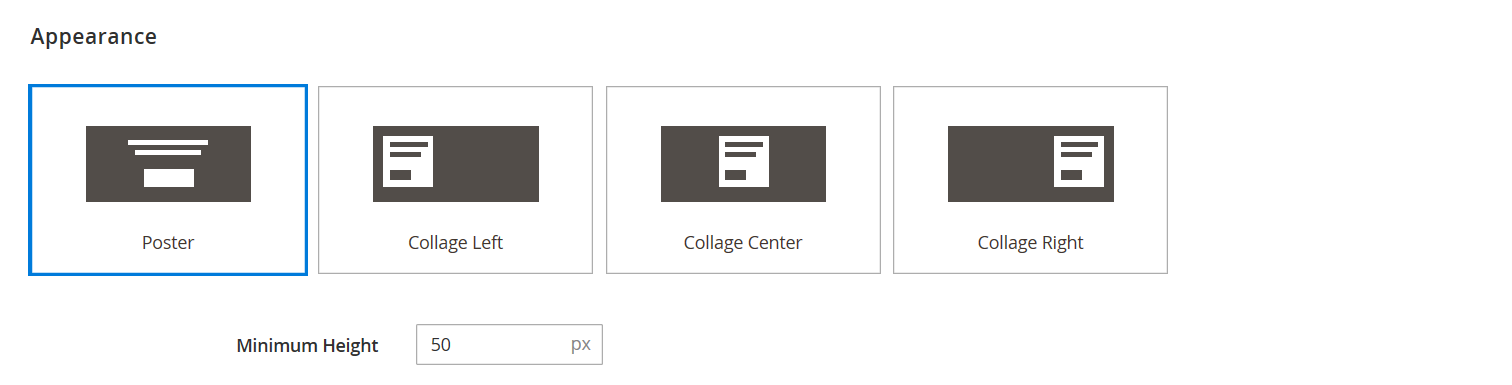 Appearance
Poster
Collage Left
Collage Center
Collage Right
Minimum Height 50 px